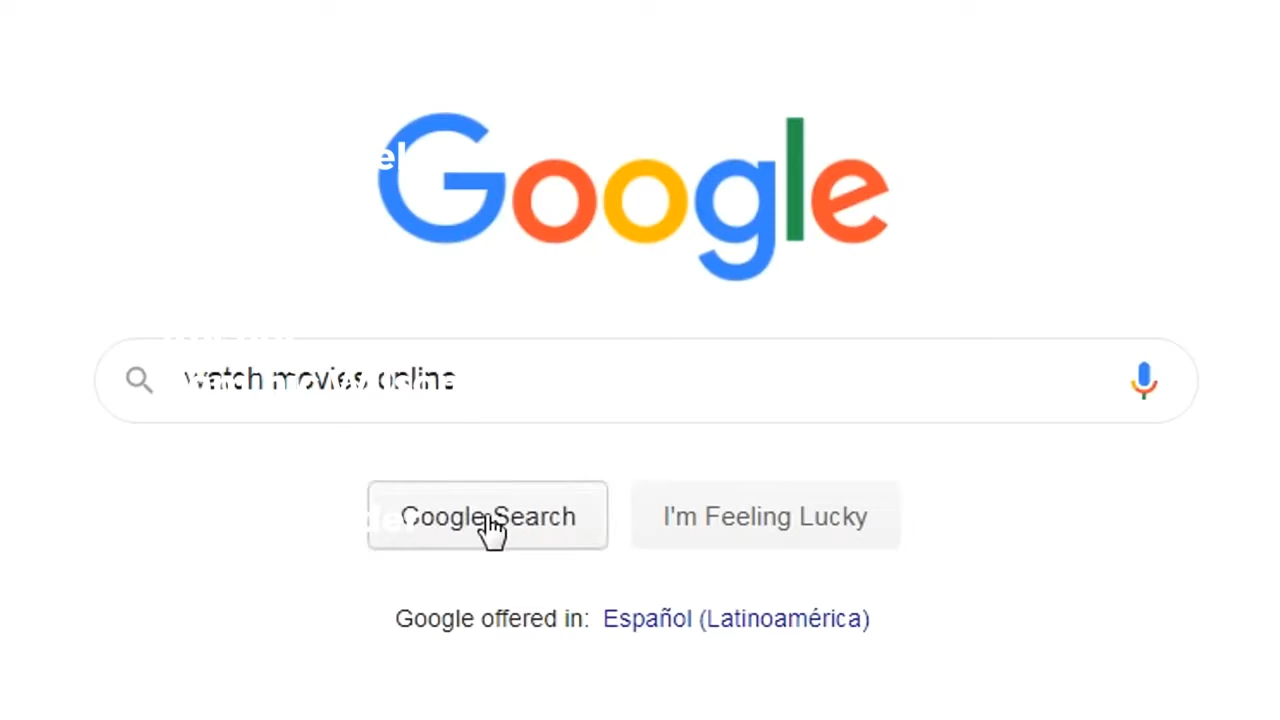 Google
watch movies online
Google Search
I'm Feeling Lucky
Google offered in: Español (Latinoamérica)